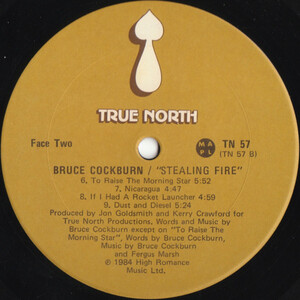 TRUE NORTH
Face Two
MAPL
TN 57
(TN 57 B)
BRUCE COCKBURN / "STEALING FIRE"
6. To Raise The Morning Star 5:52
7. Nicaragua 4:47
8. If I Had A Rocket Launcher 4:59
9. Dust and Diesel 5:24
Produced by Jon Goldsmith and Kerry Crawford for
True North Productions, Words and Music by
Bruce Cockburn except on "To Raise The
Morning Star", Words by Bruce Cockburn,
Music by Bruce Cockburn and
Fergus Marsh
© 1984 High Romance
Music Ltd,